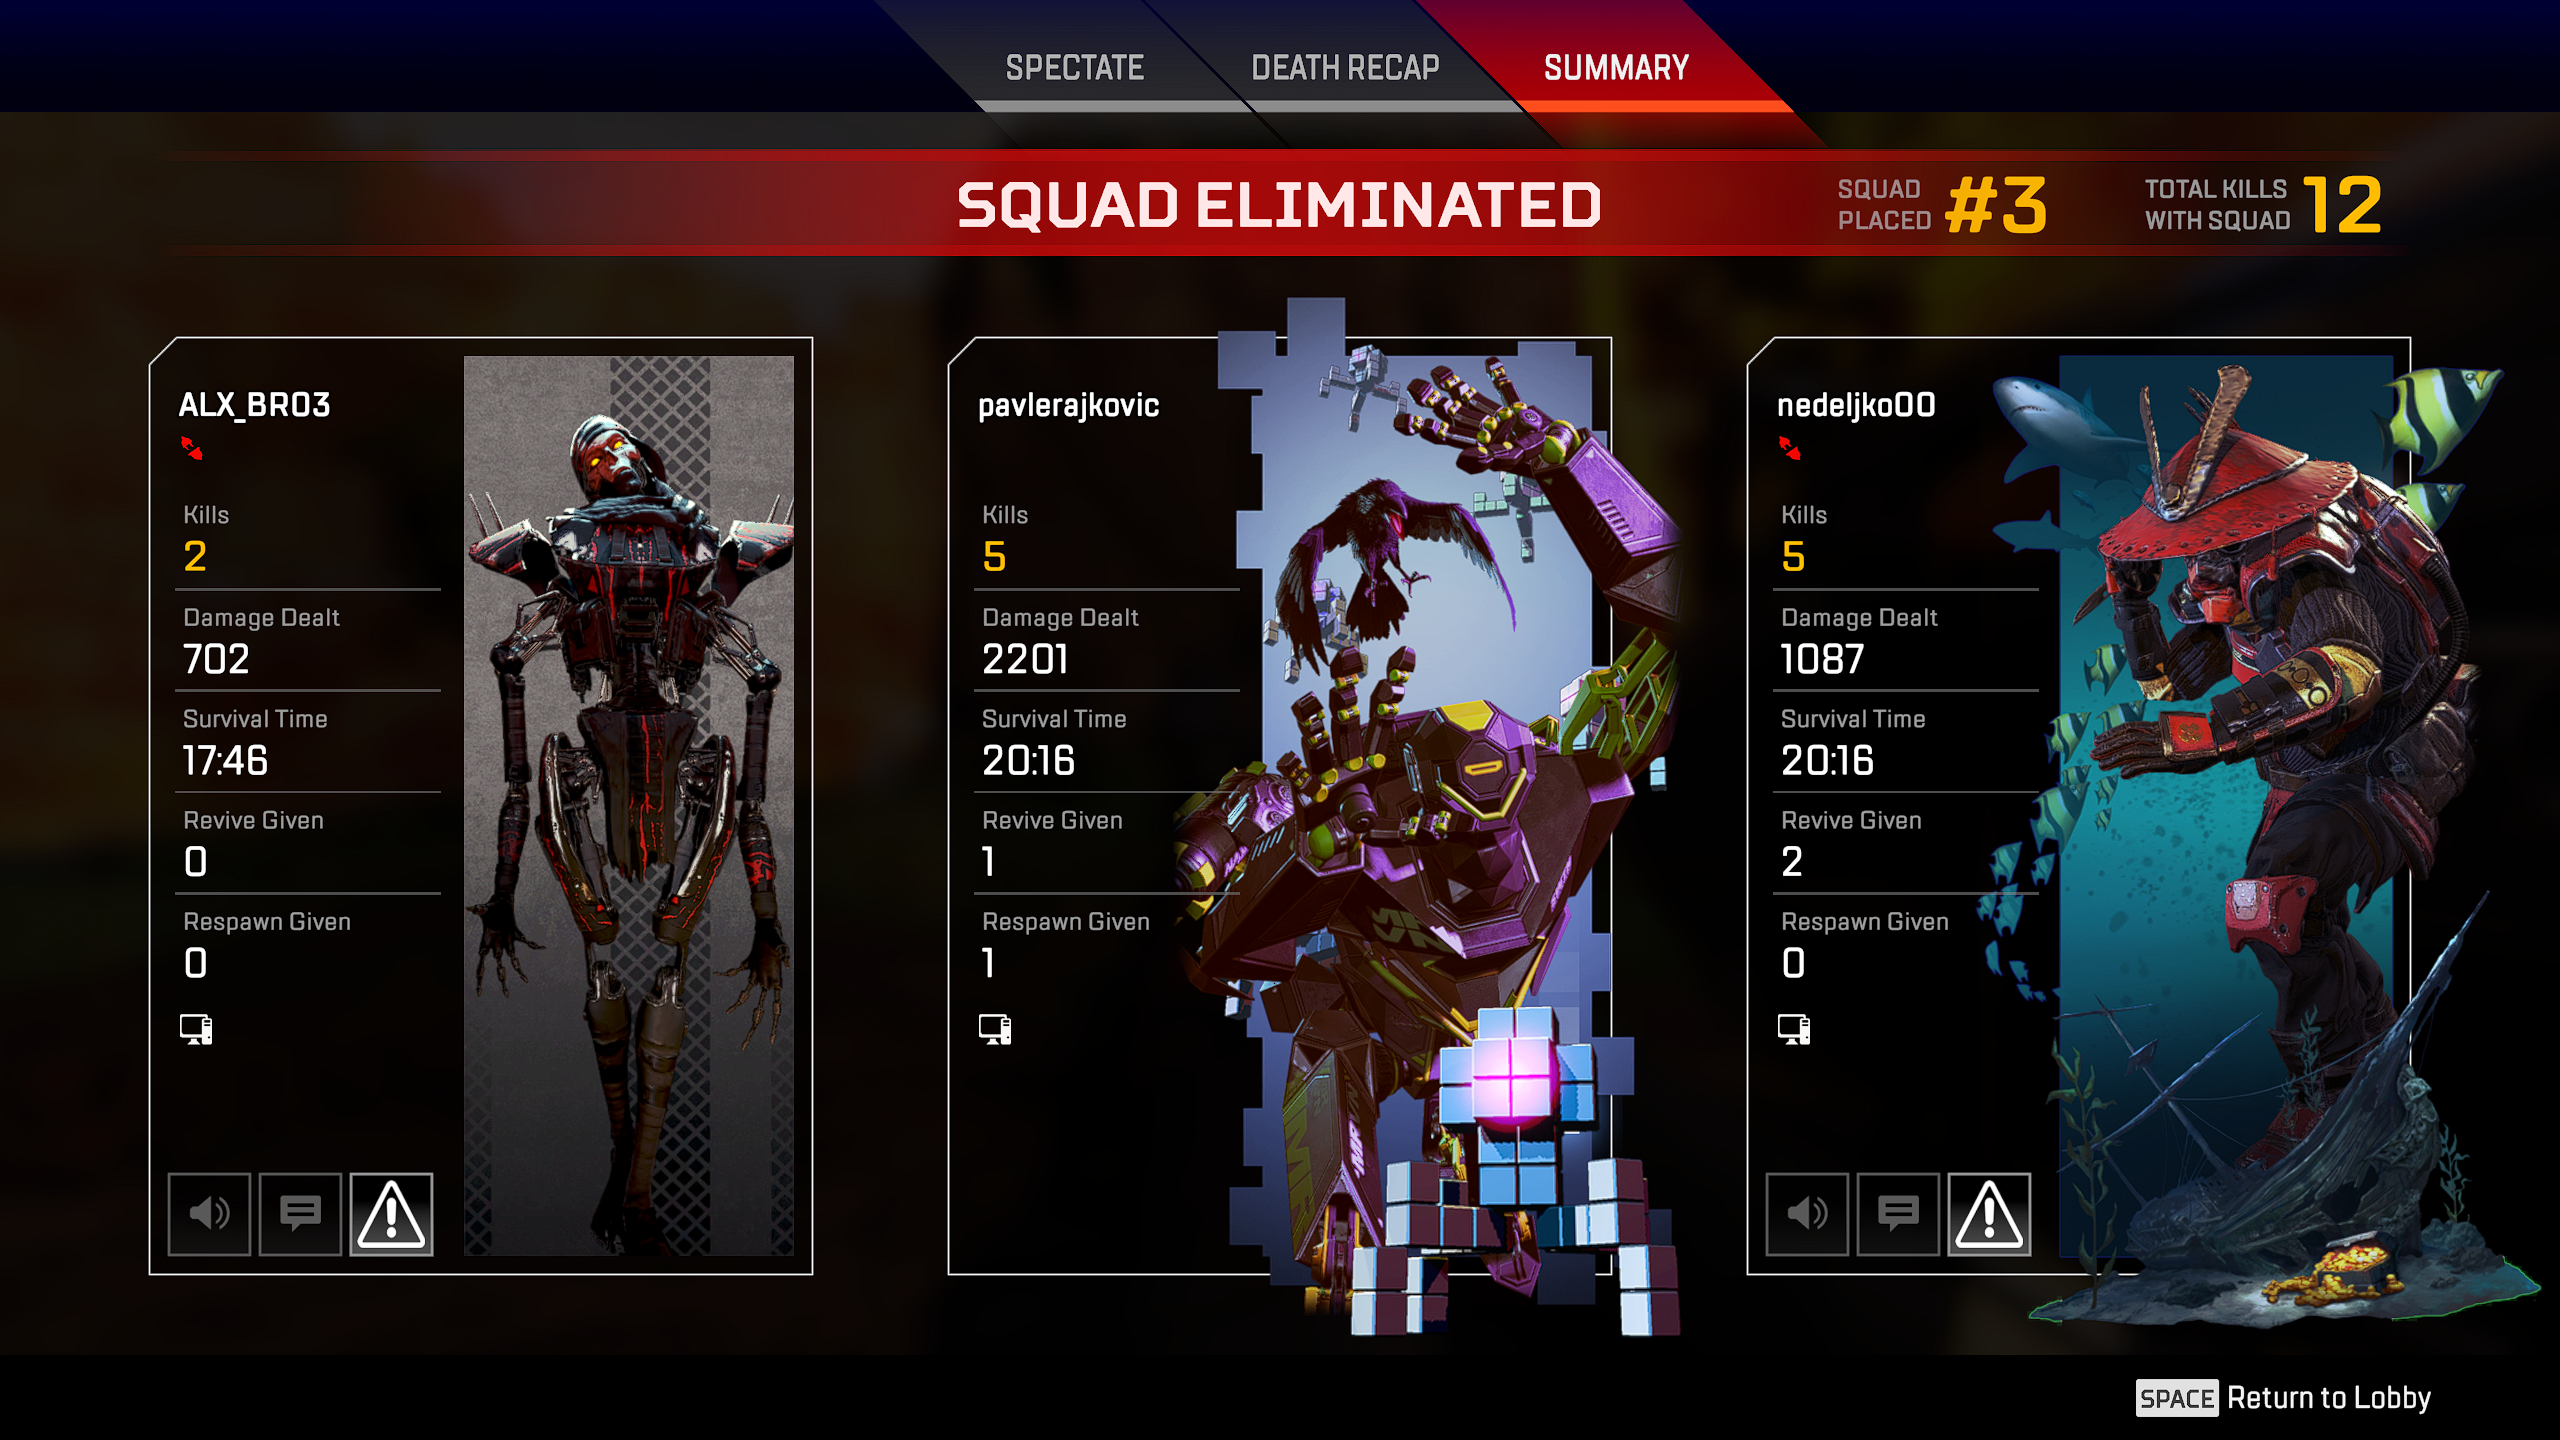 SPECTATE
DEATH RECAP
SUMMARY
SQUAD ELIMINATED
SQUAD
PLACED
#3
TOTAL KILLS
WITH SQUAD
12
ALX_BR03
Kills
2
Damage Dealt
702
Survival Time
17:46
Revive Given
0
Respawn Given
0
pavlerajkovic
Kills
5
Damage Dealt
2201
Survival Time
20:16
Revive Given
1
Respawn Given
1
nedeljko00
Kills
5
Damage Dealt
1087
Survival Time
20:16
Revive Given
2
Respawn Given
0
SPACE Return to Lobby